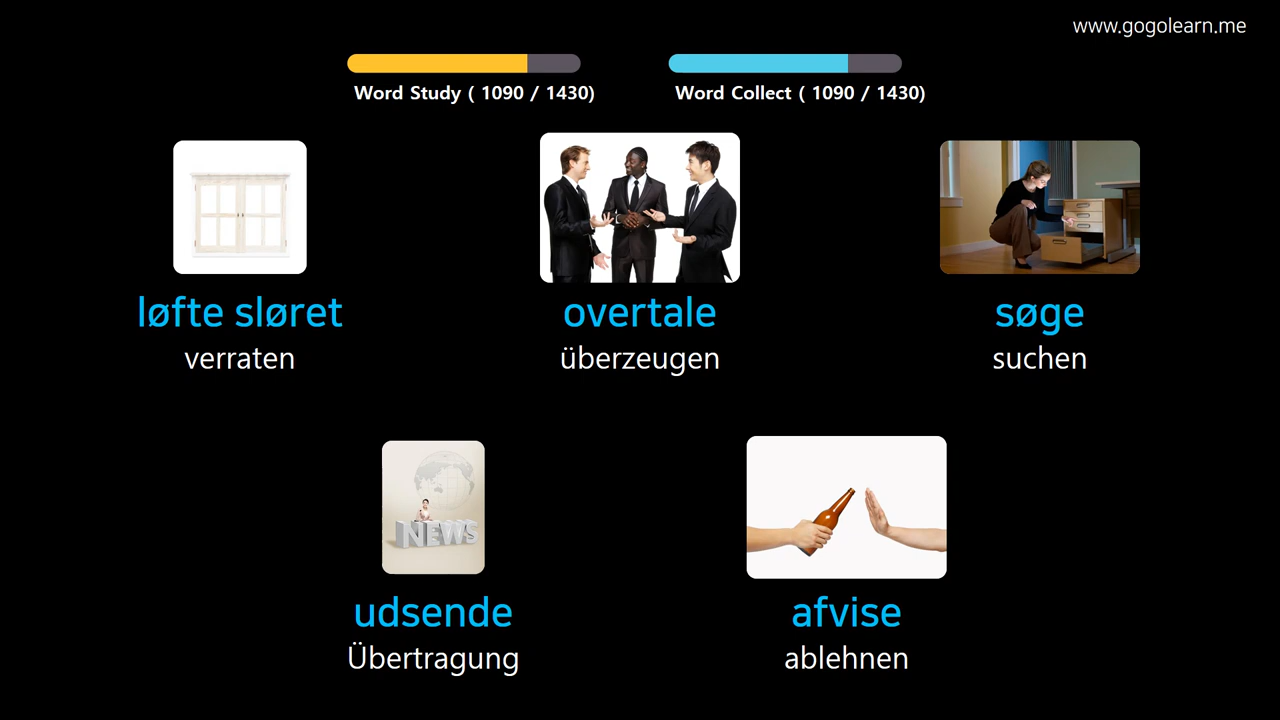 www.gogolearn.me
Word Study ( 1090 / 1430)
Word Collect ( 1090 / 1430)
løfte sløret
verraten
overtale
überzeugen
søge
suchen
NEWS
udsende
Übertragung
afvise
ablehnen